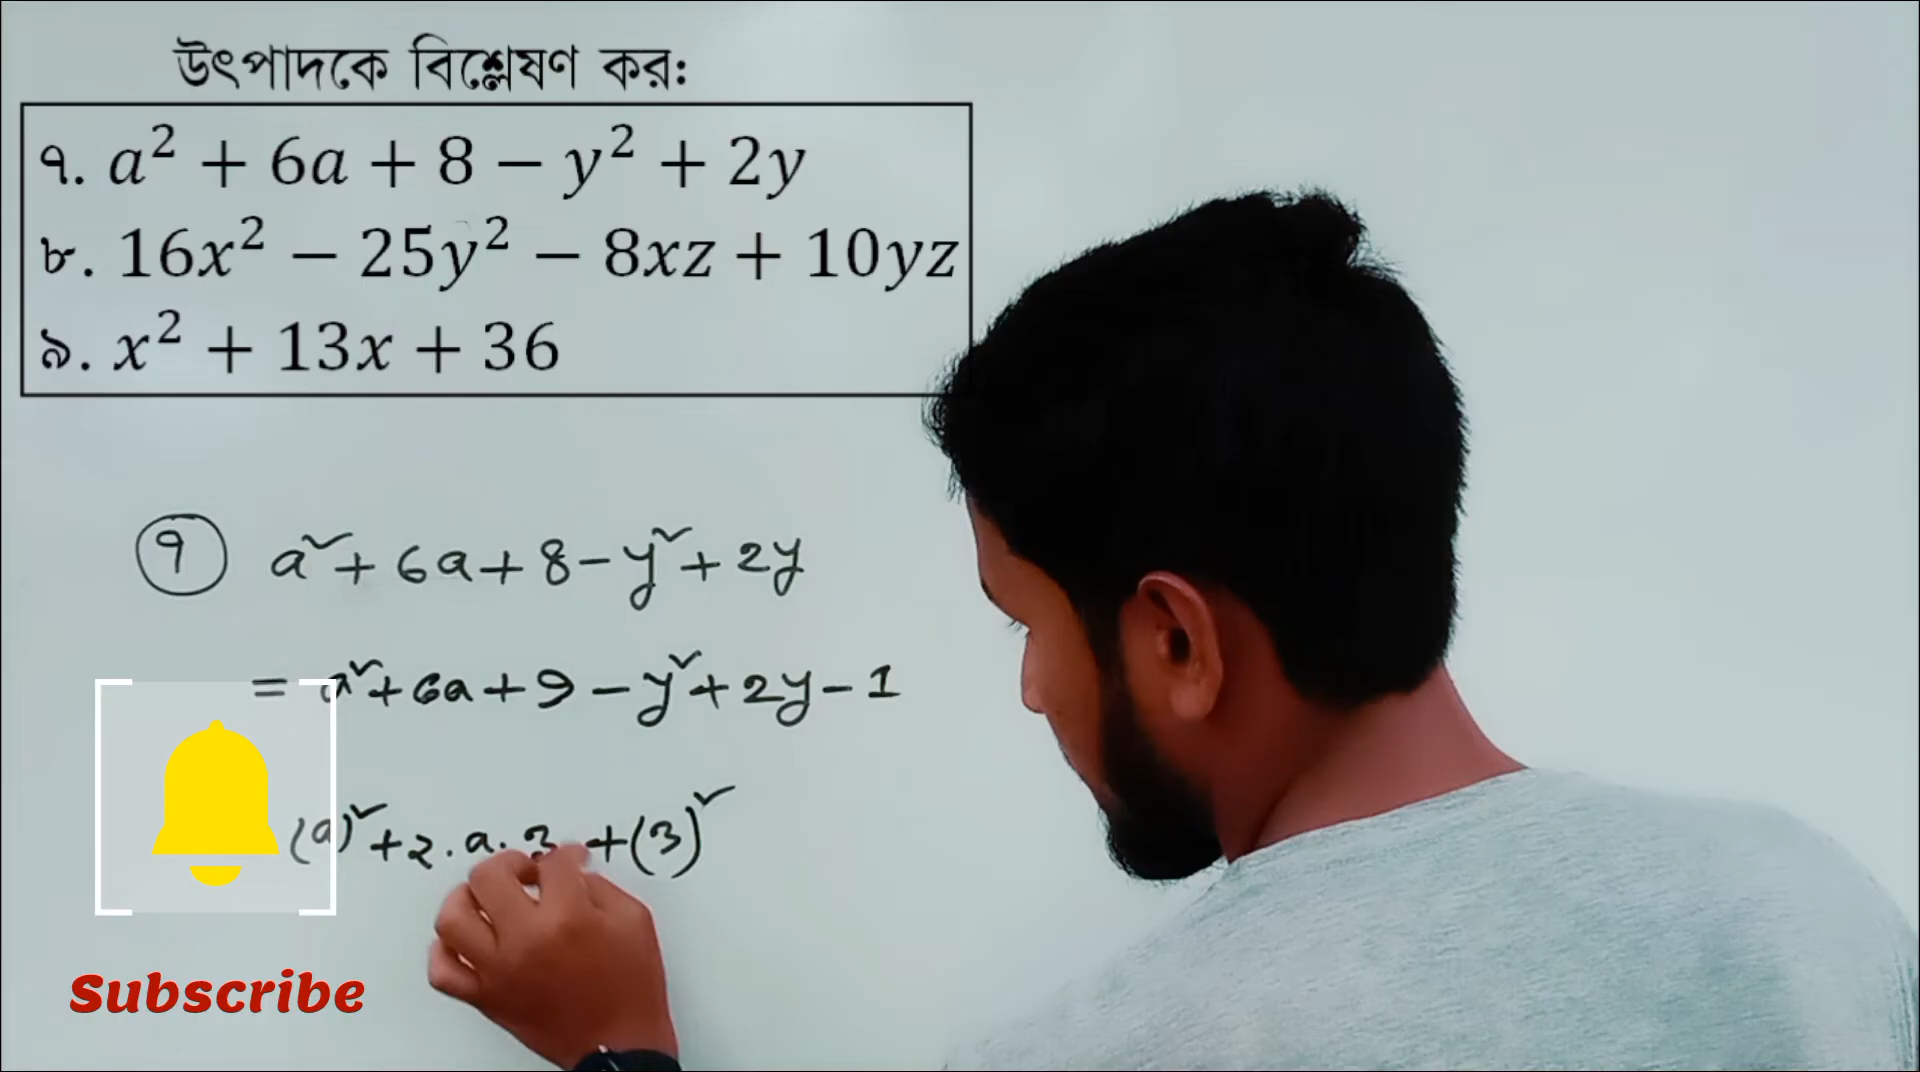 উৎপাদকে বিশ্লেষণ কর:
৭. a² + 6a + 8 − y² + 2y
৮. 16x² − 25y² − 8xz + 10yz
৯. x² + 13x + 36
৭ a² + 6a + 8 − y² + 2y
= a² + 6a + 9 − y² + 2y − 1
(a)² + 2 . a . 3 + (3)²
Subscribe